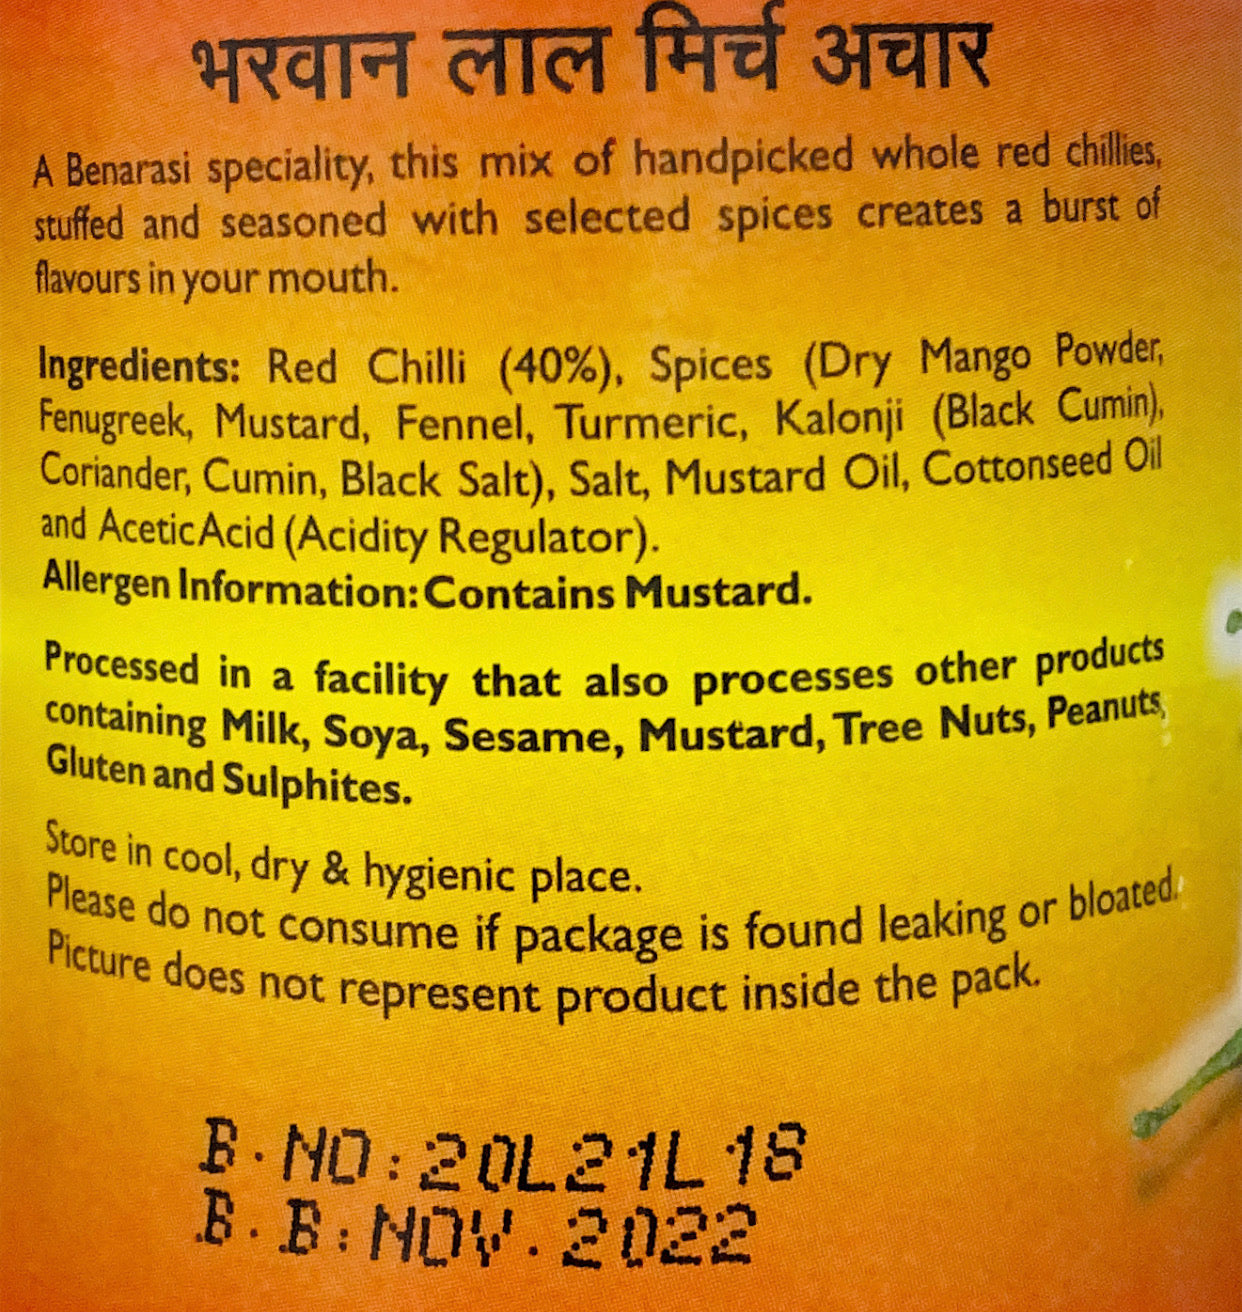 भरवान लाल मिर्च अचार
A Benarasi speciality, this mix of handpicked whole red chillies,
stuffed and seasoned with selected spices creates a burst of
flavours in your mouth.
Ingredients: Red Chilli (40%), Spices (Dry Mango Powder,
Fenugreek, Mustard, Fennel, Turmeric, Kalonji (Black Cumin),
Coriander, Cumin, Black Salt), Salt, Mustard Oil, Cottonseed Oil
and Acetic Acid (Acidity Regulator).
Allergen Information: Contains Mustard.
Processed in a facility that also processes other products
containing Milk, Soya, Sesame, Mustard, Tree Nuts, Peanuts,
Gluten and Sulphites.
Store in cool, dry & hygienic place.
Please do not consume if package is found leaking or bloated.
Picture does not represent product inside the pack.
B.NO:20L21L18
B.B:NOV.2022